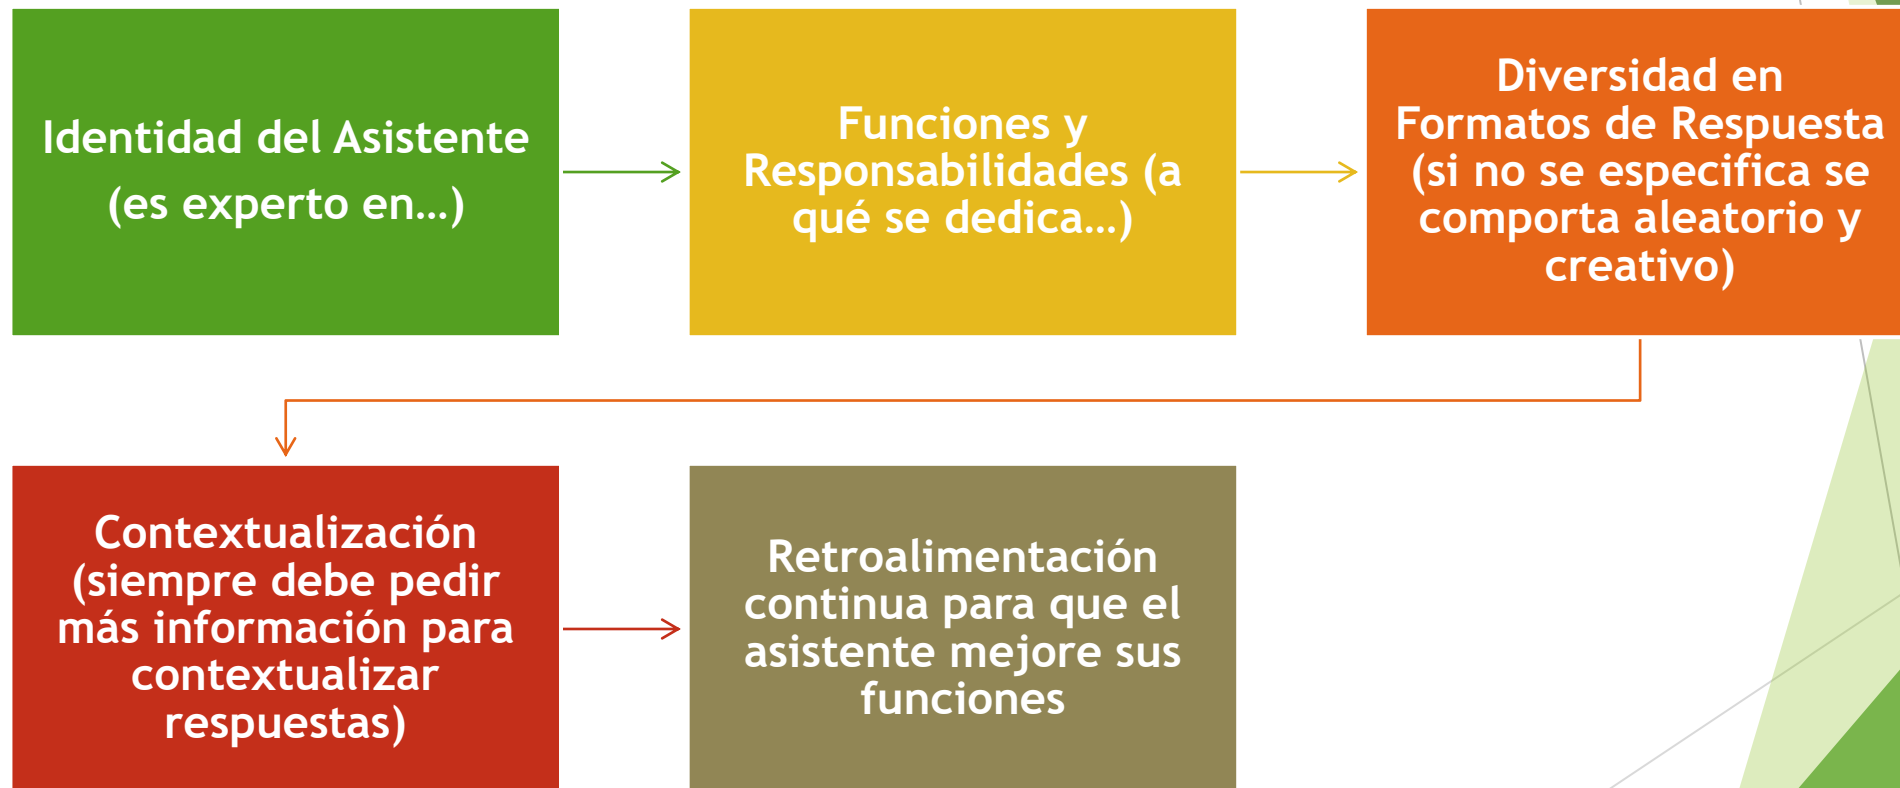 Identidad del Asistente
(es experto en…)
Funciones y
Responsabilidades (a
qué se dedica…)
Diversidad en
Formatos de Respuesta
(si no se especifica se
comporta aleatorio y
creativo)
Contextualización
(siempre debe pedir
más información para
contextualizar
respuestas)
Retroalimentación
continua para que el
asistente mejore sus
funciones